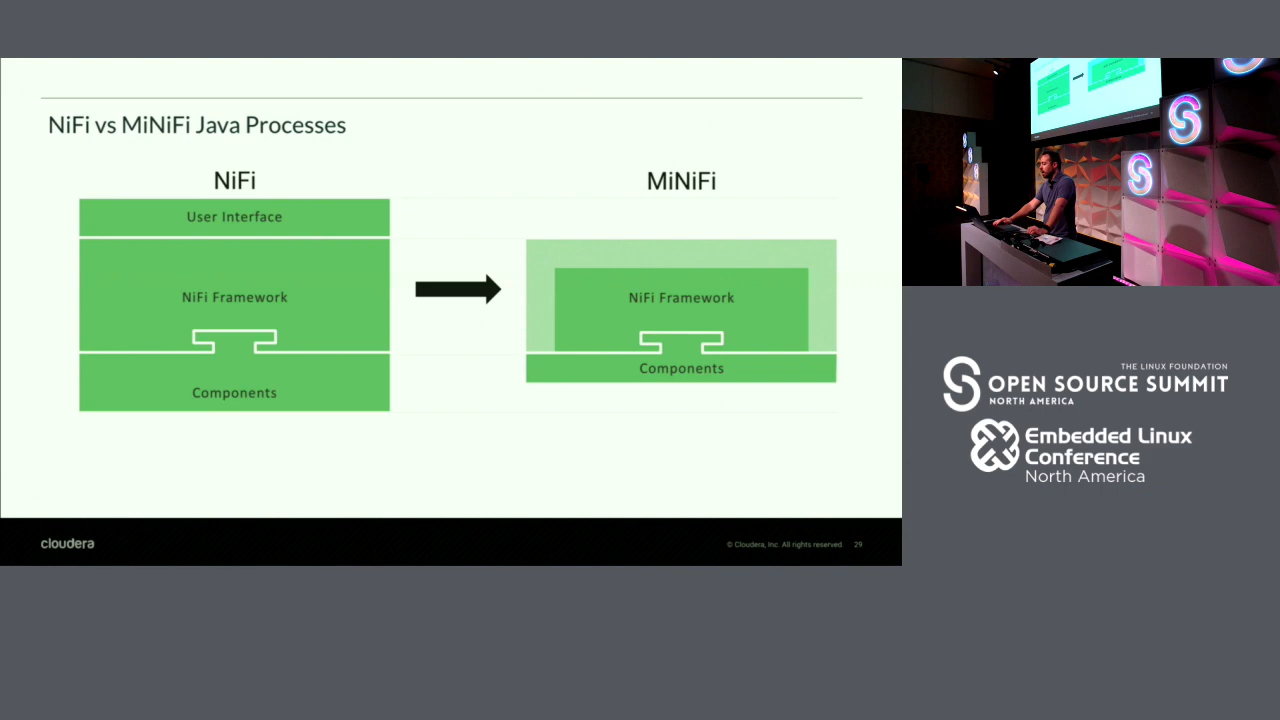 NiFi vs MiNiFi Java Processes
NiFi
User Interface
NiFi Framework
Components
MiNiFi
NiFi Framework
Components
cloudera
© Cloudera, Inc. All rights reserved.
29
THE LINUX FOUNDATION
OPEN SOURCE SUMMIT
NORTH AMERICA
Embedded Linux
Conference
North America